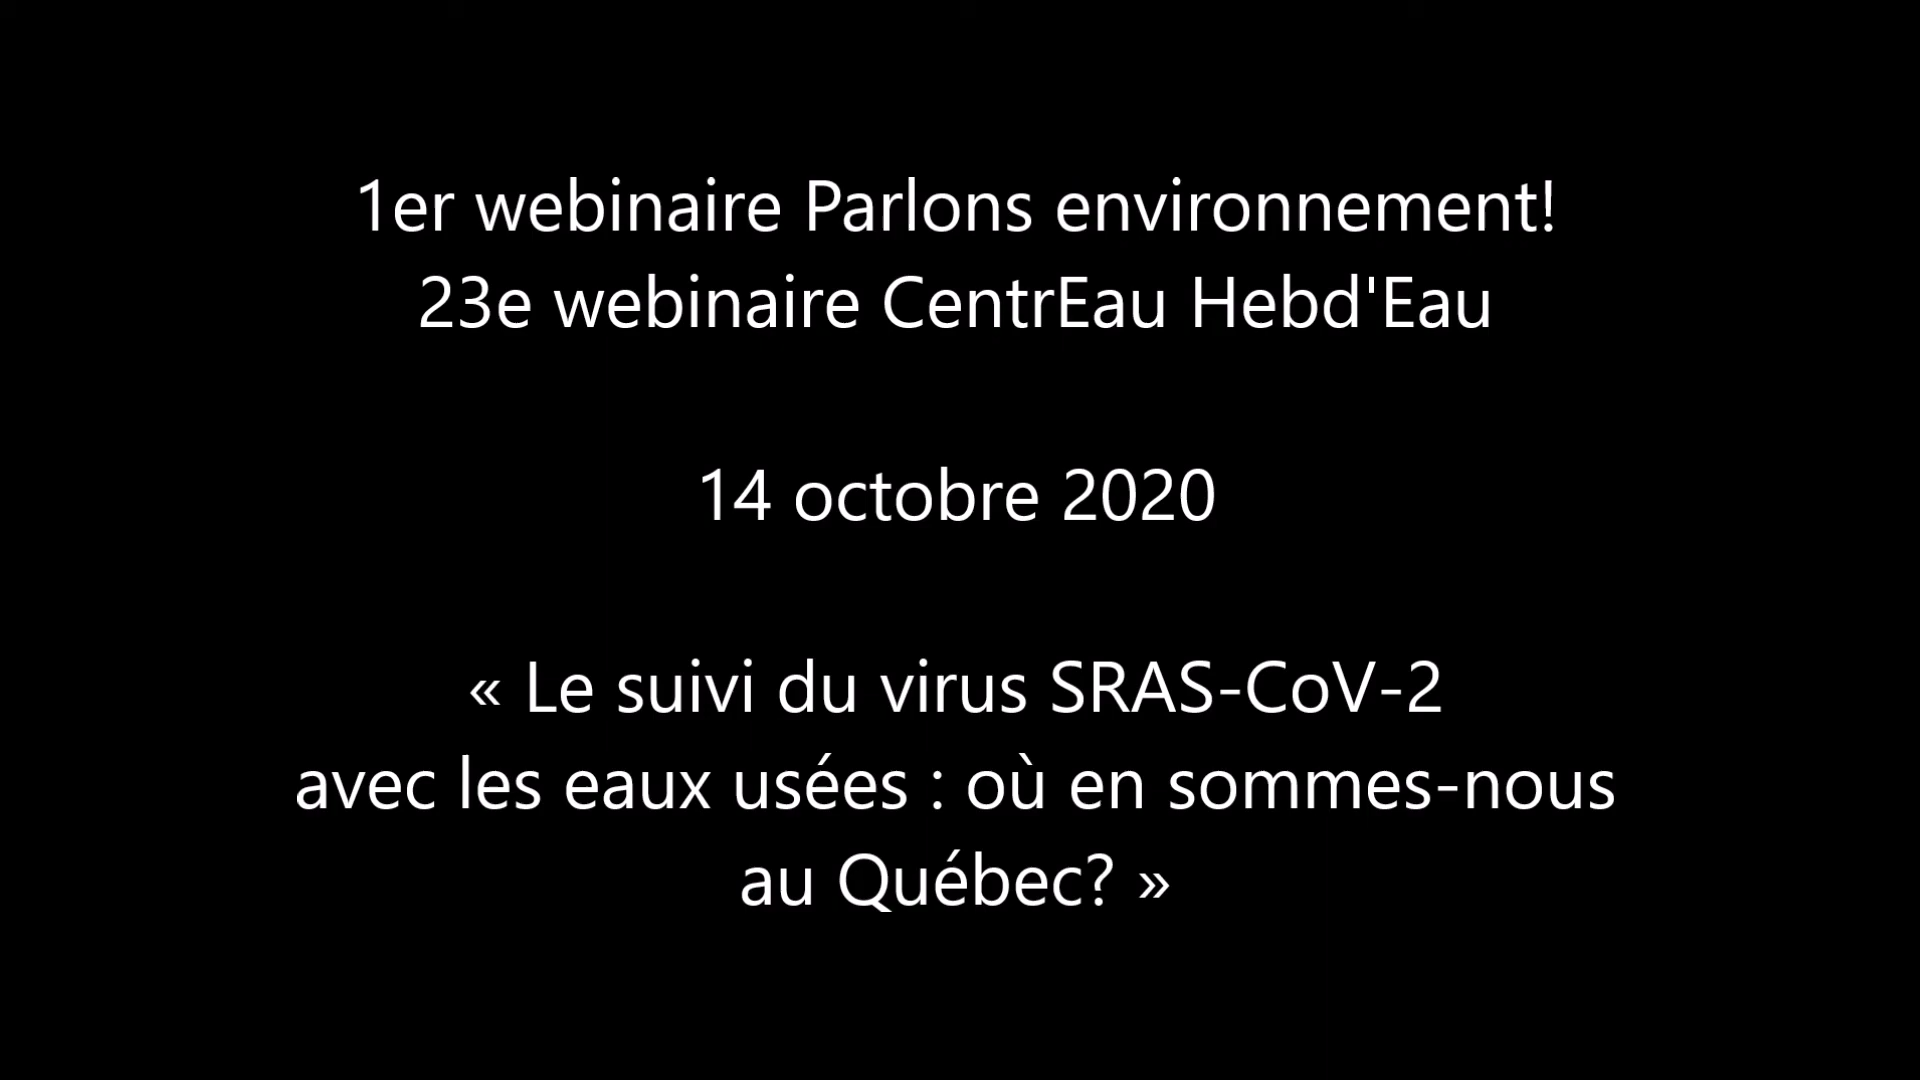 1er webinaire Parlons environnement!
23e webinaire CentrEau Hebd'Eau
14 octobre 2020
« Le suivi du virus SRAS-CoV-2
avec les eaux usées : où en sommes-nous
au Québec? »